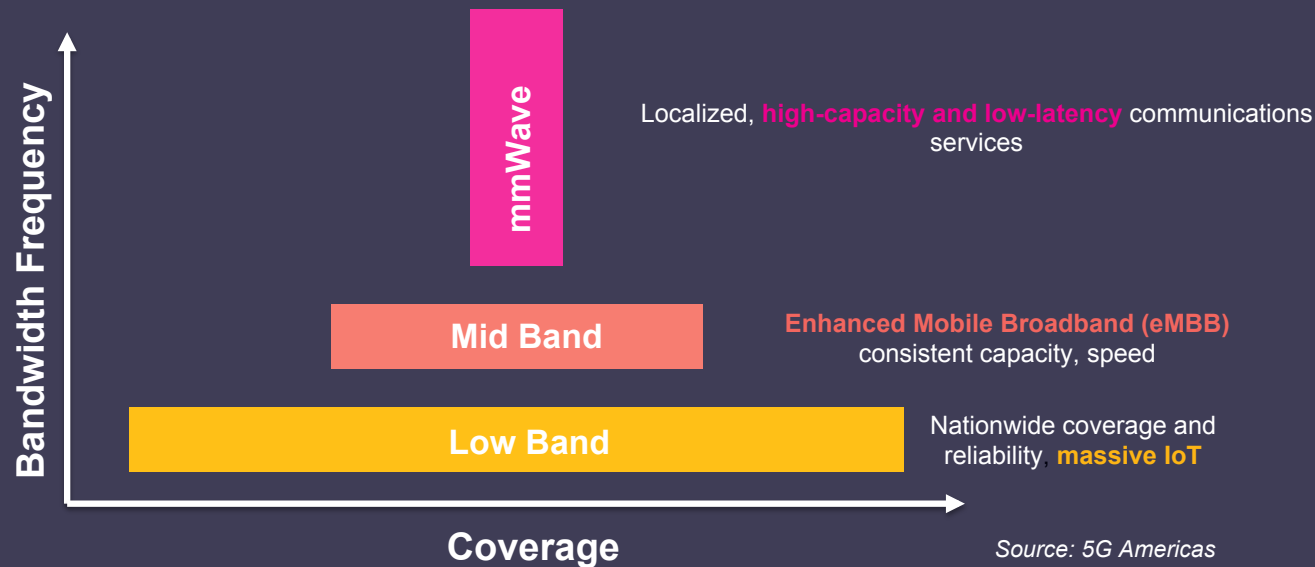 Bandwidth Frequency
mmWave
Localized, high-capacity and low-latency communications
services
Mid Band
Enhanced Mobile Broadband (eMBB)
consistent capacity, speed
Low Band
Nationwide coverage and
reliability, massive IoT
Coverage
Source: 5G Americas